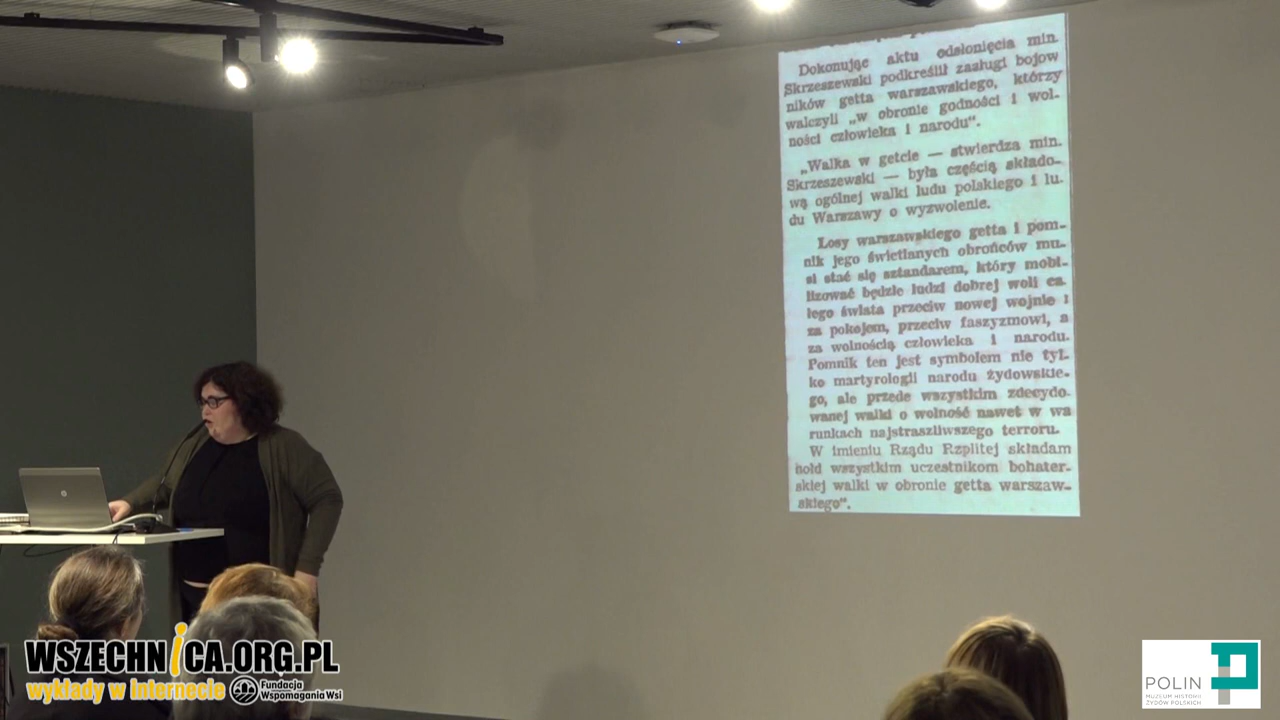 Dokonując aktu odsłonięcia min.
Skrzeszewski podkreślił zasługi bojow
ników getta warszawskiego, którzy
walczyli „w obronie godności i wol-
ności człowieka i narodu".
„Walka w getcie — stwierdza min.
Skrzeszewski — była częścią składo-
wą ogólnej walki ludu polskiego i lu.
du Warszawy o wyzwolenie.
Losy warszawskiego getta i pom-
nik jego świetlanych obrońców mu-
si stać się sztandarem, który mobi-
lizować będzie ludzi dobrej woli ca
lego świata przeciw nowej wojnie i
za pokojem, przeciw faszyzmowi, a
za wolnością człowieka i narodu.
Pomnik ten jest symbolem nie tyl-
ko martyrologii narodu żydowskie-
go, ale przede wszystkim zdecydo-
wanej walki o wolność nawet w wa
runkach najstraszliwszego terroru.
W imieniu Rządu Rzplitej składam
hołd wszystkim uczestnikom bohater-
skiej walki w obronie getta warszaw-
skiego".
hp
WSZECHNICA.ORG.PL
wykłady w internecie
Fundacja
Wspomagania Wsi
POLIN
MUZEUM HISTORII
ŻYDÓW POLSKICH